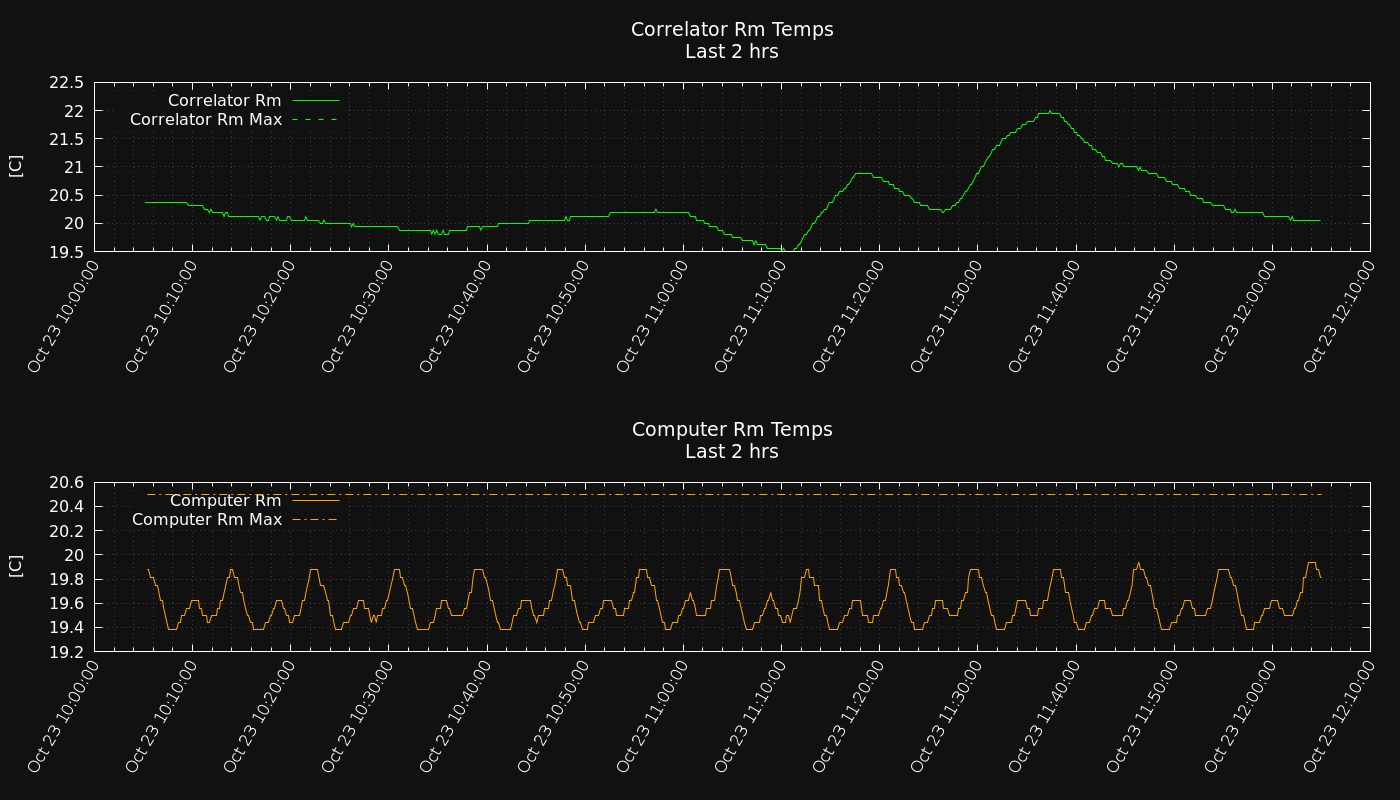 Correlator Rm Temps
Last 2 hrs
22.5
22
21.5
21
20.5
20
19.5
[C]
Correlator Rm
Correlator Rm Max
Oct 23 10:00:00
Oct 23 10:10:00
Oct 23 10:20:00
Oct 23 10:30:00
Oct 23 10:40:00
Oct 23 10:50:00
Oct 23 11:00:00
Oct 23 11:10:00
Oct 23 11:20:00
Oct 23 11:30:00
Oct 23 11:40:00
Oct 23 11:50:00
Oct 23 12:00:00
Oct 23 12:10:00
Computer Rm Temps
Last 2 hrs
20.6
20.4
20.2
20
19.8
19.6
19.4
19.2
[C]
Computer Rm
Computer Rm Max
Oct 23 10:00:00
Oct 23 10:10:00
Oct 23 10:20:00
Oct 23 10:30:00
Oct 23 10:40:00
Oct 23 10:50:00
Oct 23 11:00:00
Oct 23 11:10:00
Oct 23 11:20:00
Oct 23 11:30:00
Oct 23 11:40:00
Oct 23 11:50:00
Oct 23 12:00:00
Oct 23 12:10:00